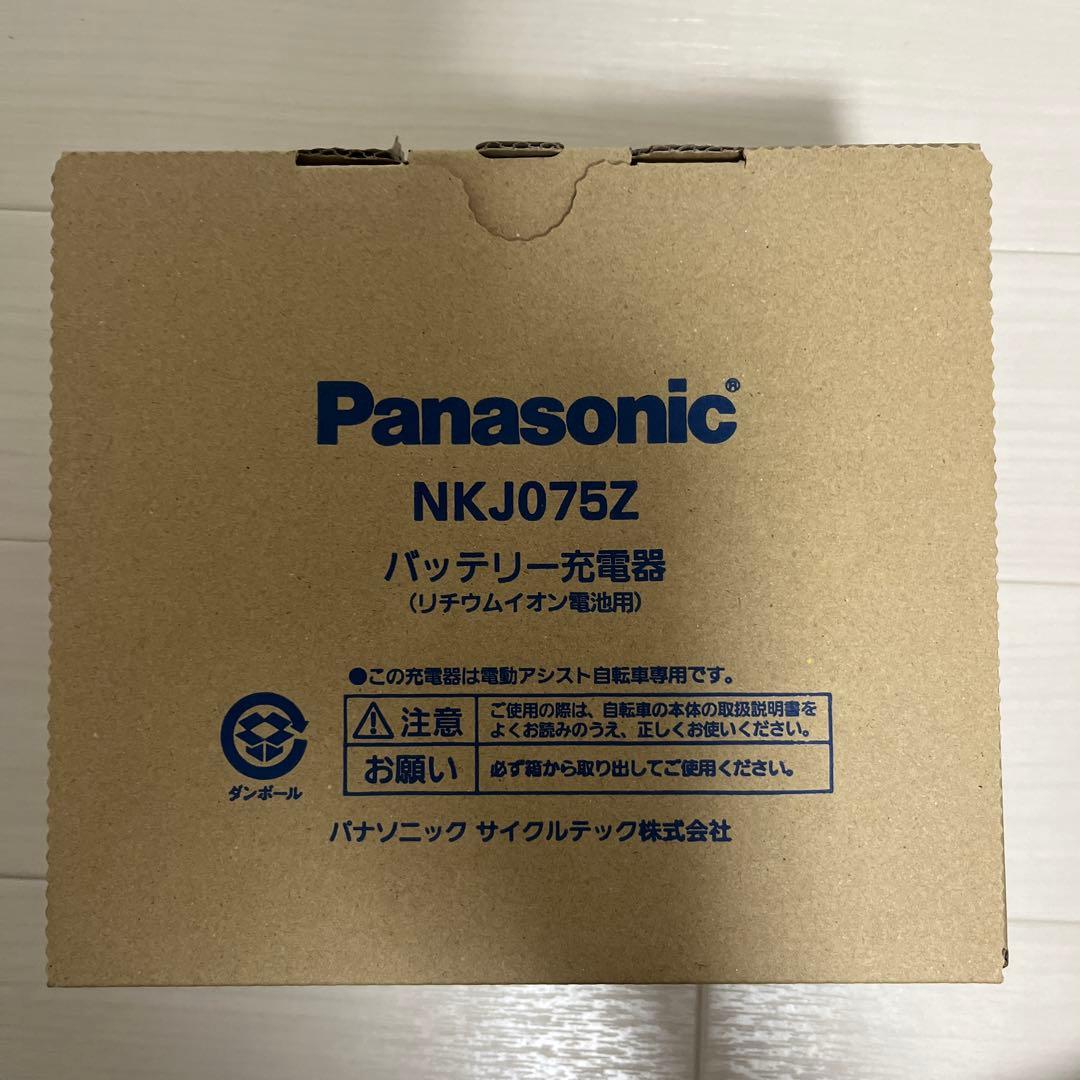 Panasonic®
NKJ075Z
バッテリー充電器
(リチウムイオン電池用)
●この充電器は電動アシスト自転車専用です。
注意
ご使用の際は、自転車の本体の取扱説明書を
よくお読みのうえ、正しくお使いください。
お願い
必ず箱から取り出してご使用ください。
ダンボール
パナソニック サイクルテック株式会社